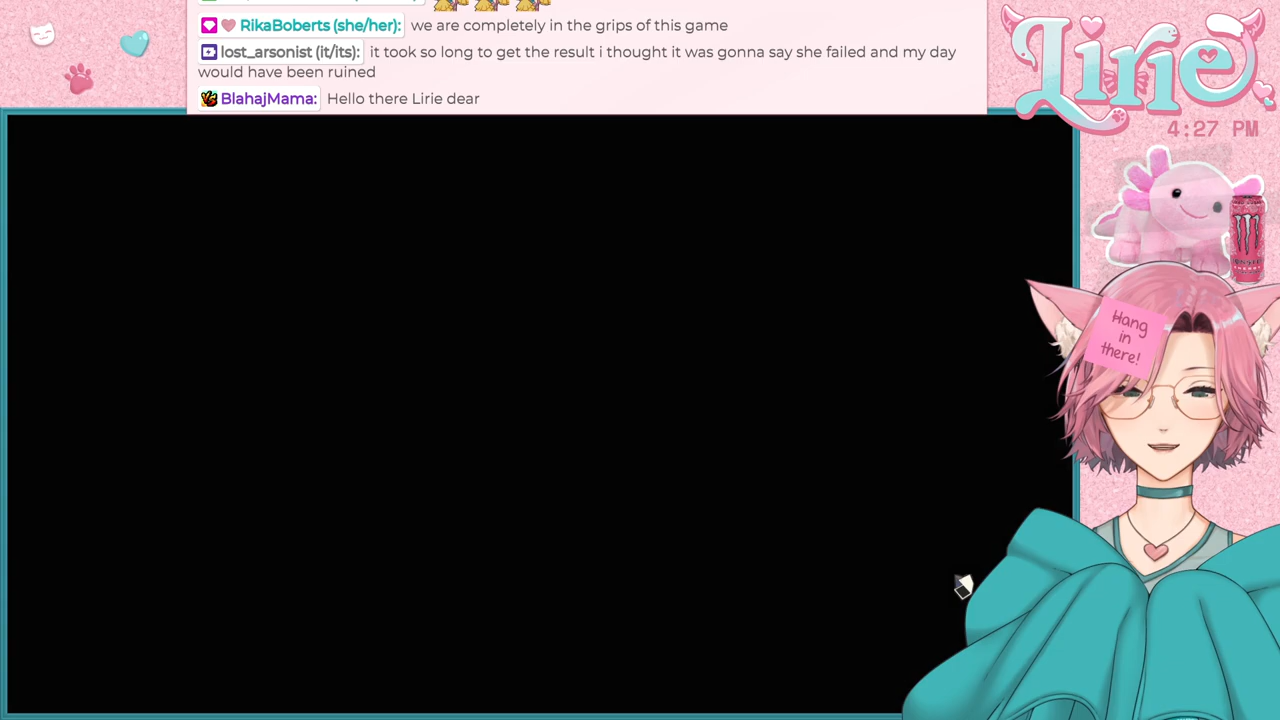 RikaBoberts (she/her): we are completely in the grips of this game
lost_arsonist (it/its): it took so long to get the result i thought it was gonna say she failed and my day
would have been ruined
BlahajMama: Hello there Lirie dear
Lirie
4:27 PM
Hang
in
there!